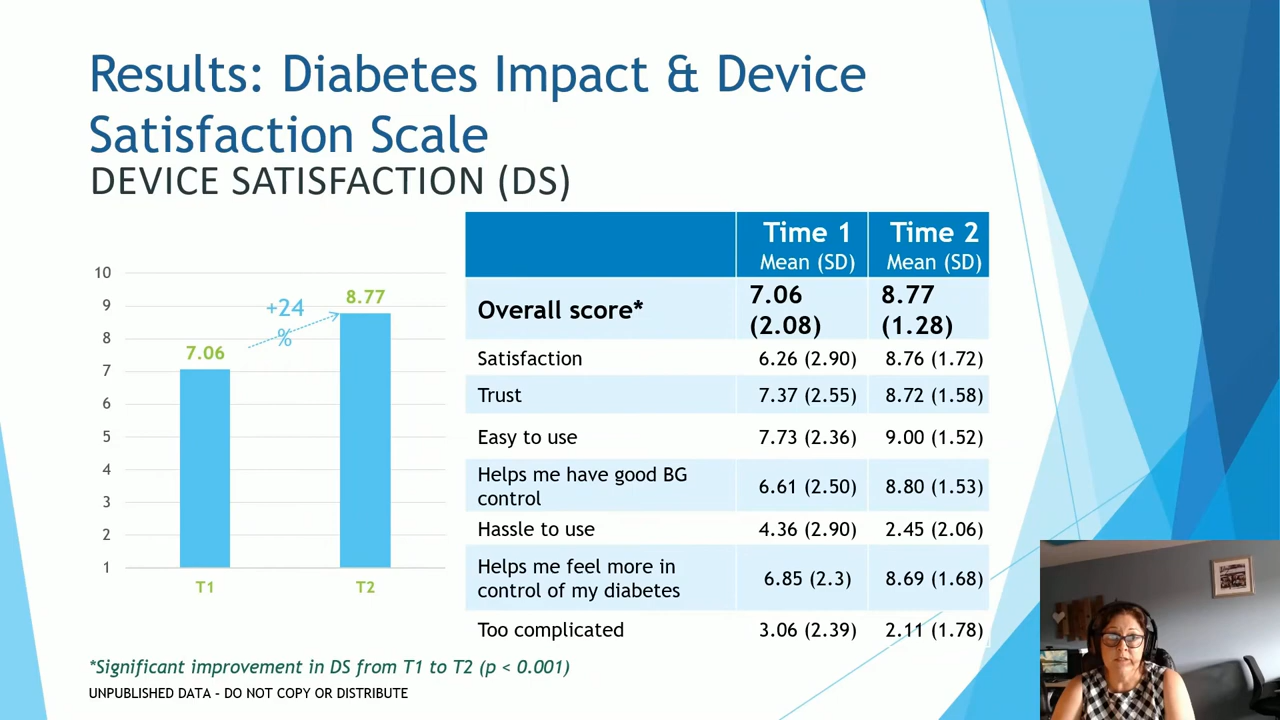 Results: Diabetes Impact & Device
Satisfaction Scale
DEVICE SATISFACTION (DS)
10
9
8
7
6
5
4
3
2
1
7.06
+24
%
8.77
T1
T2
Time 1
Mean (SD)
Time 2
Mean (SD)
Overall score*
7.06
(2.08)
8.77
(1.28)
Satisfaction 6.26 (2.90) 8.76 (1.72)
Trust 7.37 (2.55) 8.72 (1.58)
Easy to use 7.73 (2.36) 9.00 (1.52)
Helps me have good BG
control
6.61 (2.50) 8.80 (1.53)
Hassle to use 4.36 (2.90) 2.45 (2.06)
Helps me feel more in
control of my diabetes
6.85 (2.3) 8.69 (1.68)
Too complicated 3.06 (2.39) 2.11 (1.78)
*Significant improvement in DS from T1 to T2 (p < 0.001)
UNPUBLISHED DATA - DO NOT COPY OR DISTRIBUTE